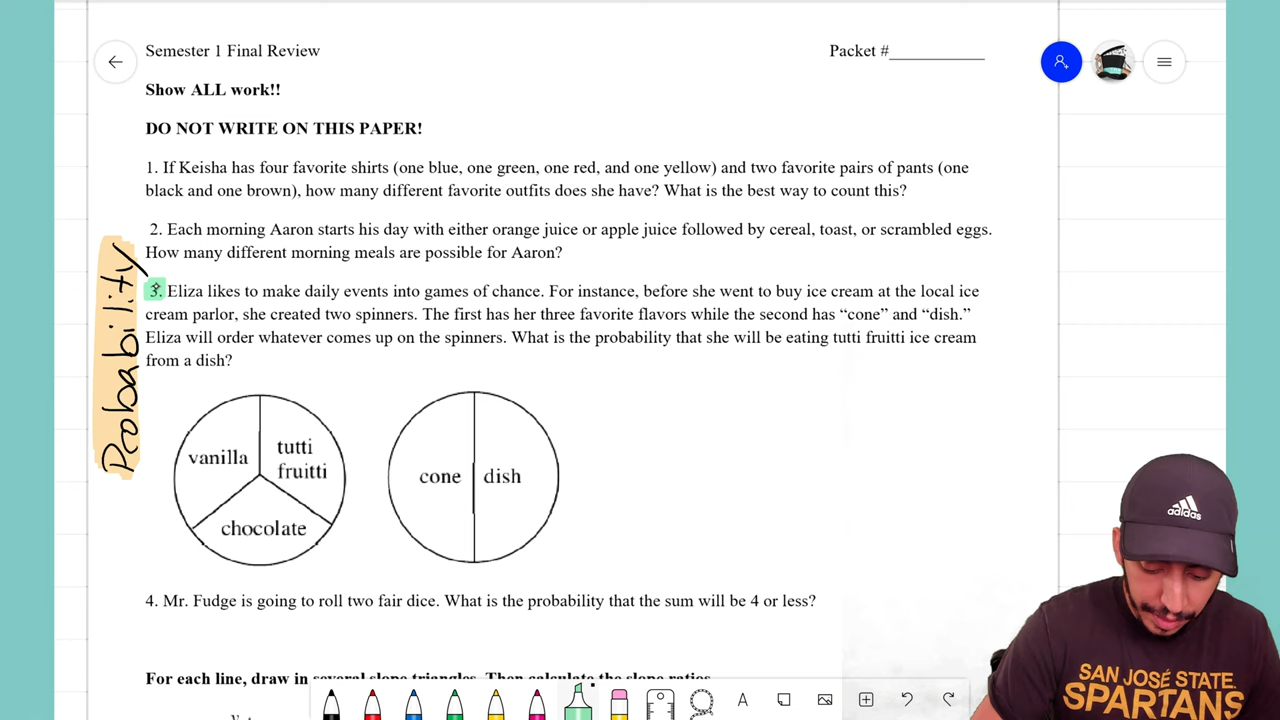 Semester 1 Final Review Packet #__________
Show ALL work!!
DO NOT WRITE ON THIS PAPER!
1. If Keisha has four favorite shirts (one blue, one green, one red, and one yellow) and two favorite pairs of pants (one
black and one brown), how many different favorite outfits does she have? What is the best way to count this?
2. Each morning Aaron starts his day with either orange juice or apple juice followed by cereal, toast, or scrambled eggs.
How many different morning meals are possible for Aaron?
Probability
3. Eliza likes to make daily events into games of chance. For instance, before she went to buy ice cream at the local ice
cream parlor, she created two spinners. The first has her three favorite flavors while the second has “cone” and “dish.”
Eliza will order whatever comes up on the spinners. What is the probability that she will be eating tutti fruitti ice cream
from a dish?
vanilla
tutti
fruitti
chocolate
cone
dish
4. Mr. Fudge is going to roll two fair dice. What is the probability that the sum will be 4 or less?
For each line, draw in several slope triangles. Then calculate the slope ratios.
y
A
adidas
SAN JOSÉ STATE
SPARTANS